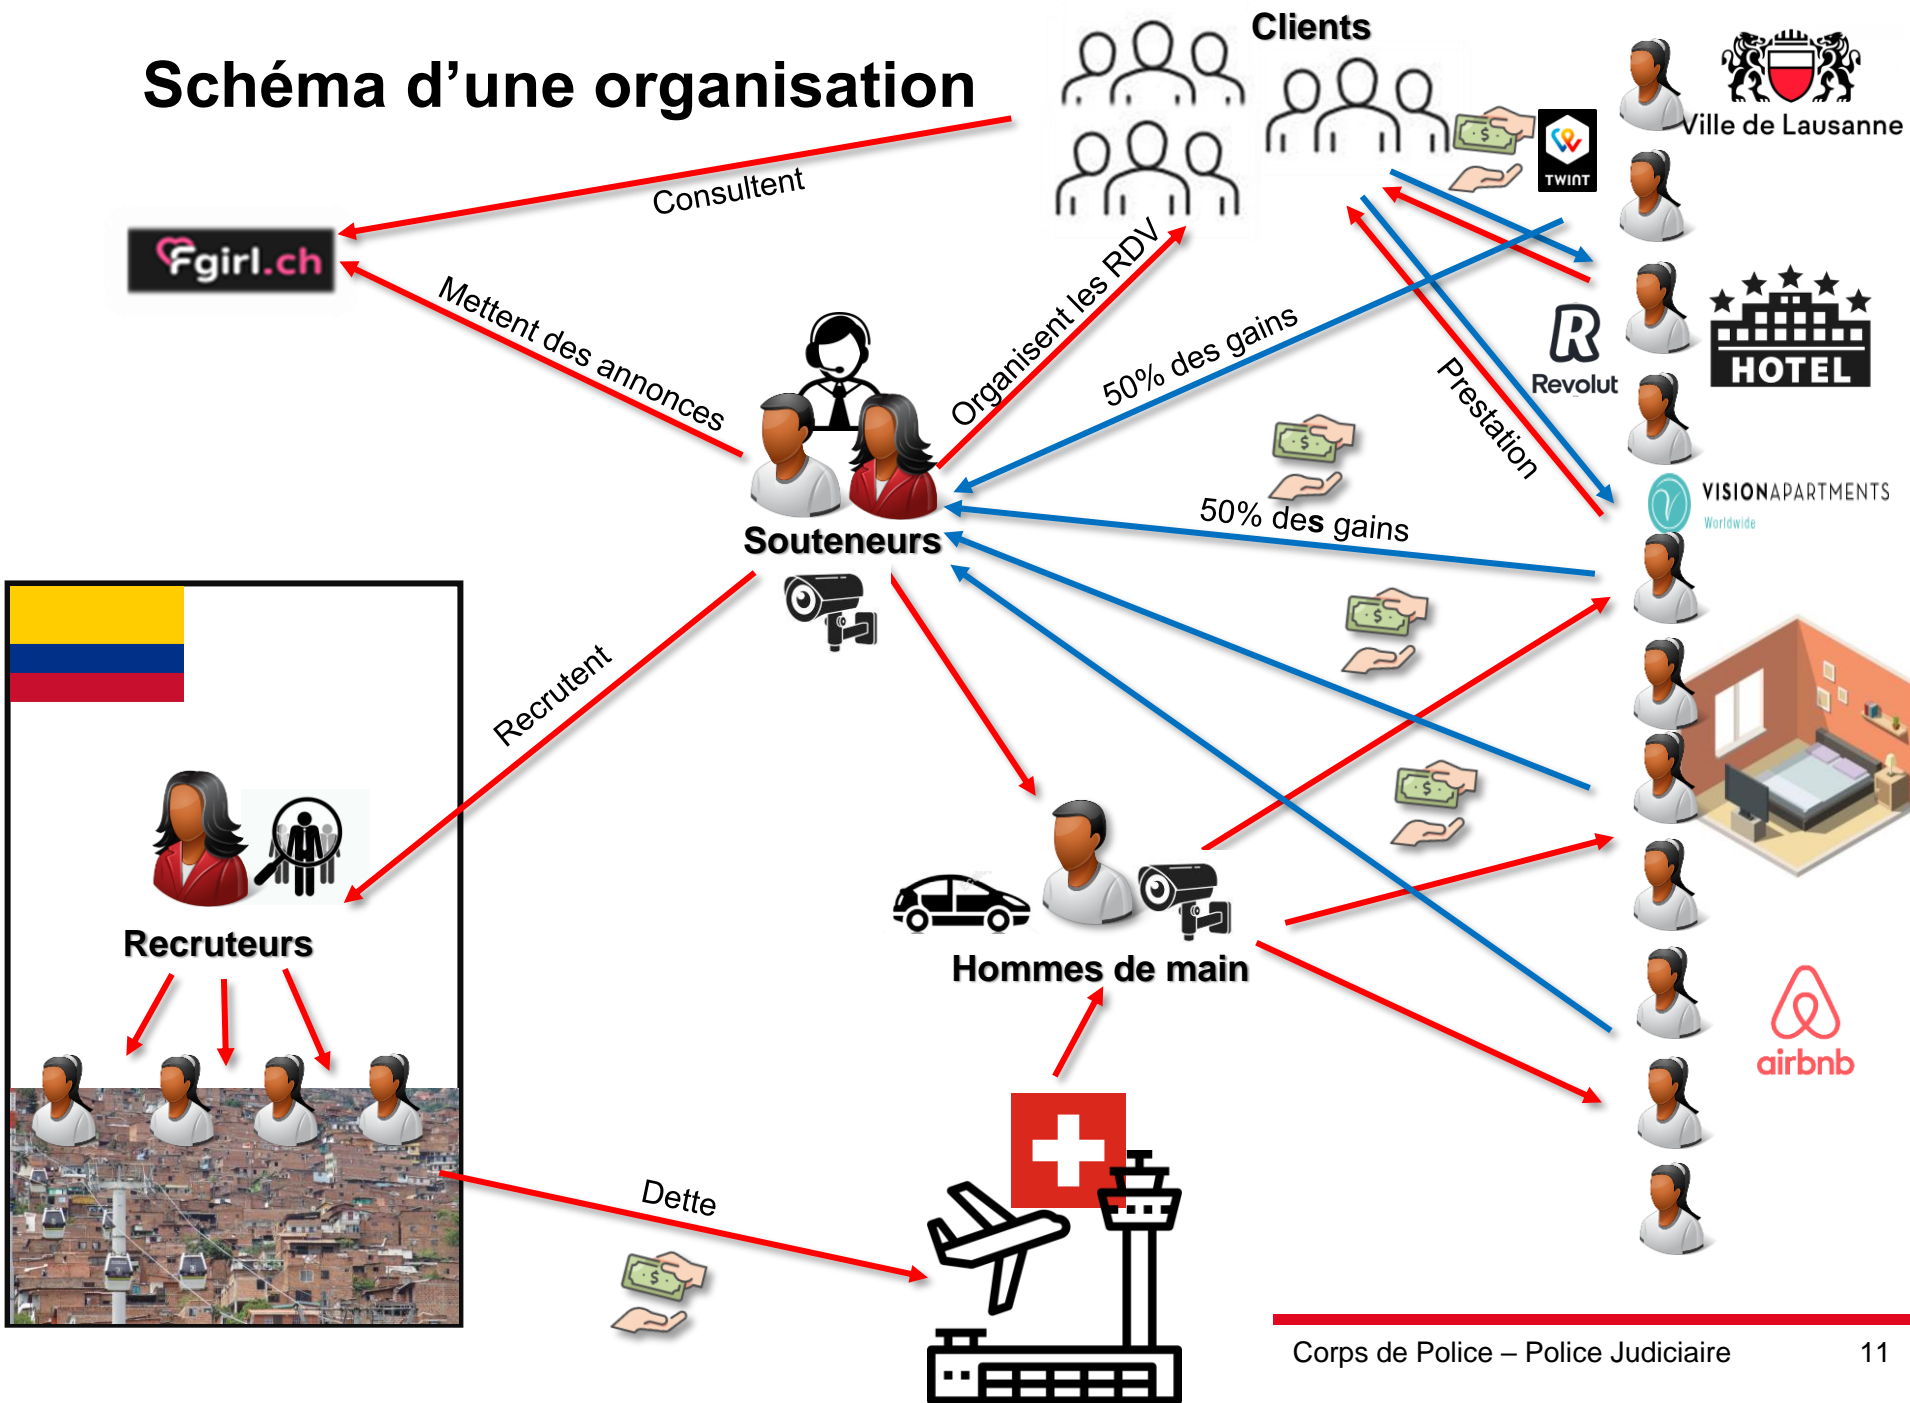 Clients
Schéma d’une organisation
Ville de Lausanne
TWINT
Consultent
Fgirl.ch
Mettent des annonces
Organisent les RDV
50% des gains
Prestation
R
Revolut
HOTEL
VISIONAPARTMENTS
Worldwide
50% des gains
Souteneurs
Recrutent
Recruteurs
Hommes de main
airbnb
Dette
Corps de Police – Police Judiciaire
11